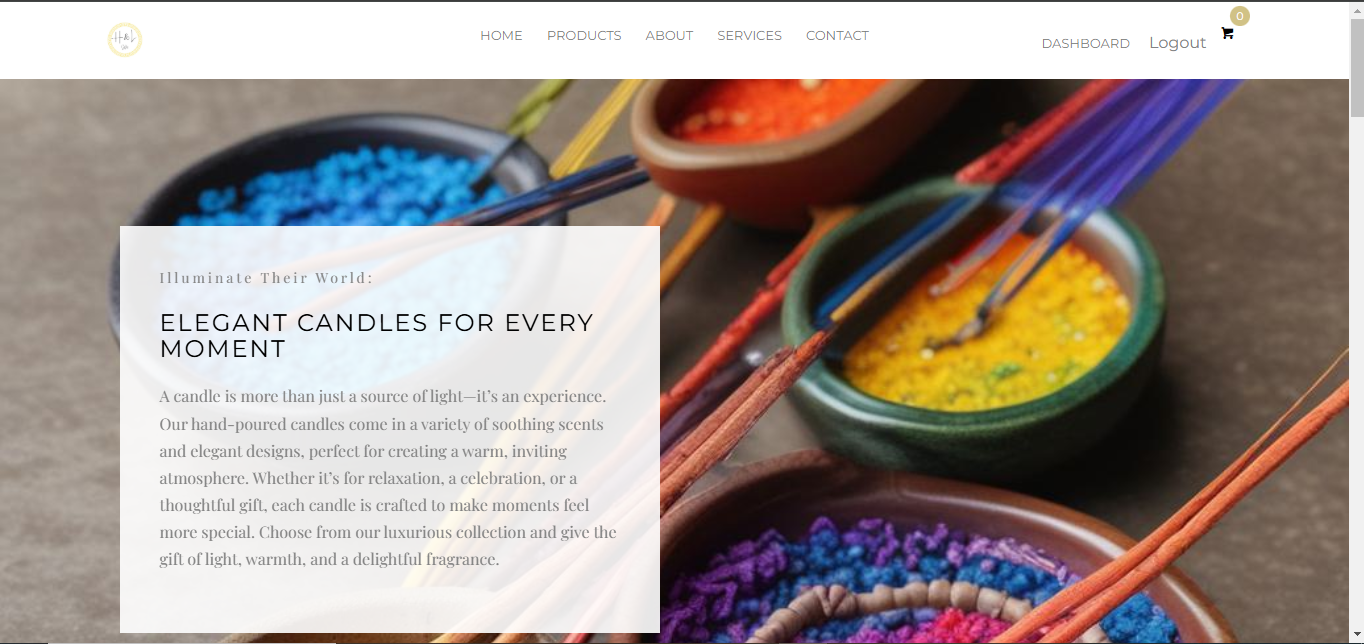 HOME PRODUCTS ABOUT SERVICES CONTACT
DASHBOARD Logout
0
Illuminate Their World:
ELEGANT CANDLES FOR EVERY
MOMENT
A candle is more than just a source of light—it’s an experience.
Our hand-poured candles come in a variety of soothing scents
and elegant designs, perfect for creating a warm, inviting
atmosphere. Whether it’s for relaxation, a celebration, or a
thoughtful gift, each candle is crafted to make moments feel
more special. Choose from our luxurious collection and give the
gift of light, warmth, and a delightful fragrance.